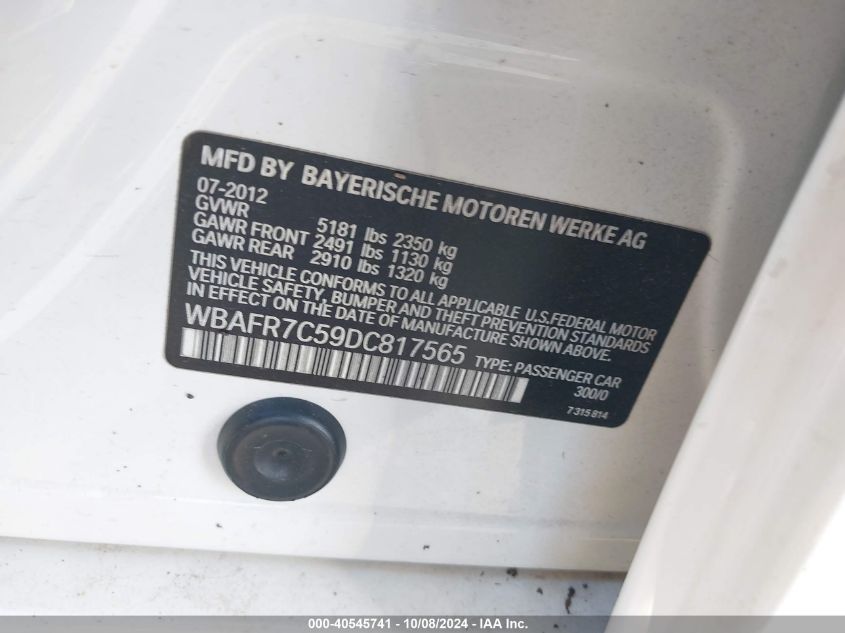 MFD BY BAYERISCHE MOTOREN WERKE AG
07-2012
GVWR 5181 lbs 2350 kg
GAWR FRONT 2491 lbs 1130 kg
GAWR REAR 2910 lbs 1320 kg
THIS VEHICLE CONFORMS TO ALL APPLICABLE U.S.FEDERAL MOTOR
VEHICLE SAFETY, BUMPER AND THEFT PREVENTION STANDARDS
IN EFFECT ON THE DATE OF MANUFACTURE SHOWN ABOVE.
WBAFR7C59DC817565
TYPE: PASSENGER CAR
300/0
7 315 814
000-40545741 - 10/08/2024 - IAA Inc.